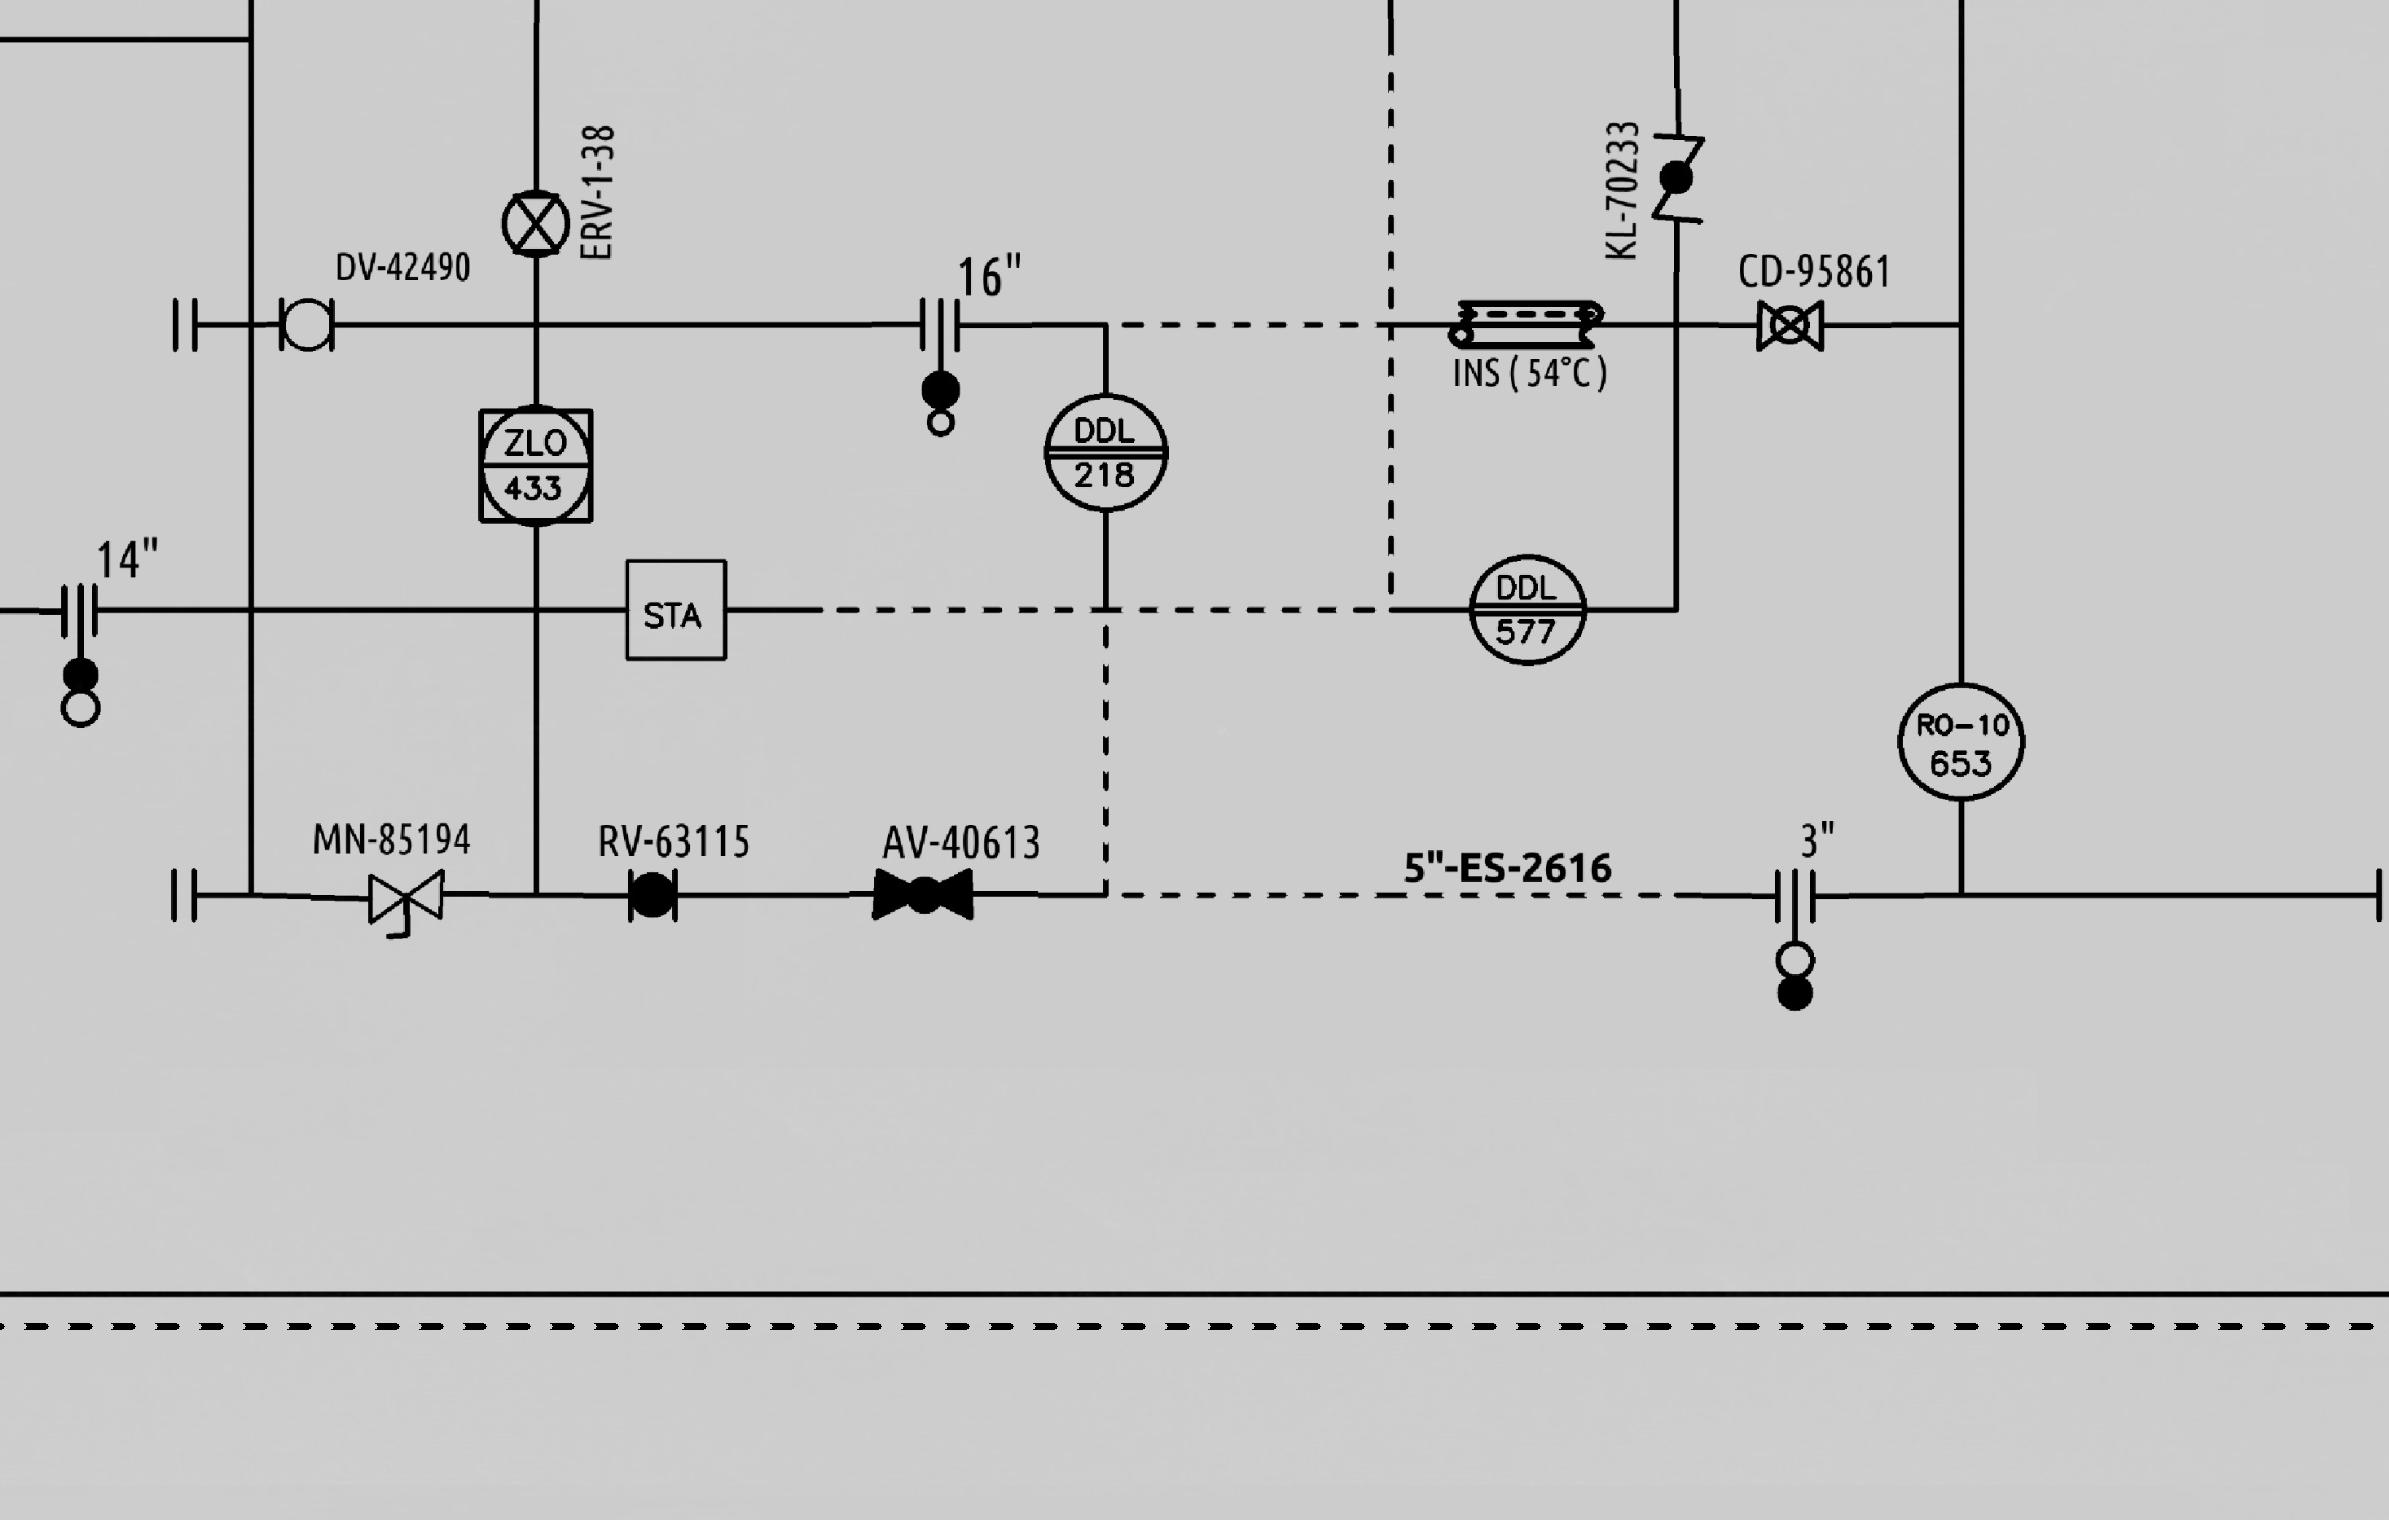 ERV-1-38
KL-70233
DV-42490
16"
CD-95861
INS ( 54°C )
ZLO
433
DDL
218
14"
STA
DDL
577
RO-10
653
MN-85194
RV-63115
AV-40613
5"-ES-2616
3"